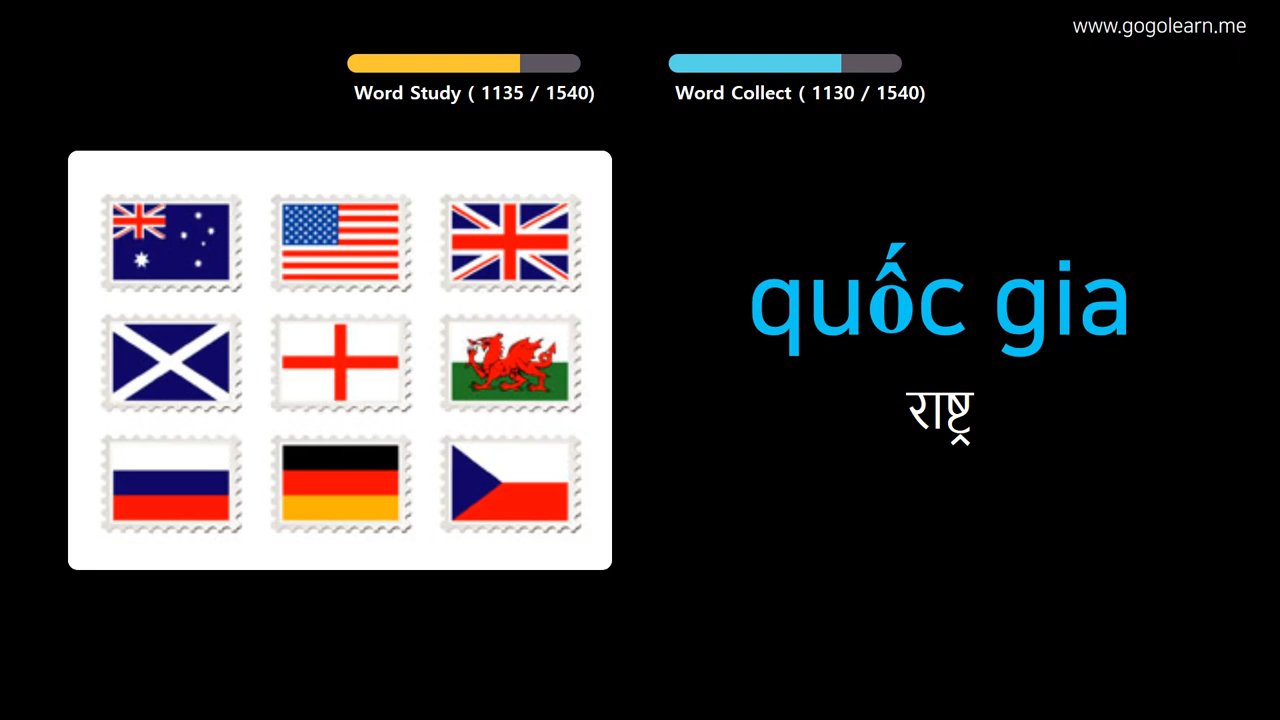 www.gogolearn.me
Word Study ( 1135 / 1540)
Word Collect ( 1130 / 1540)
quốc gia
राष्ट्र